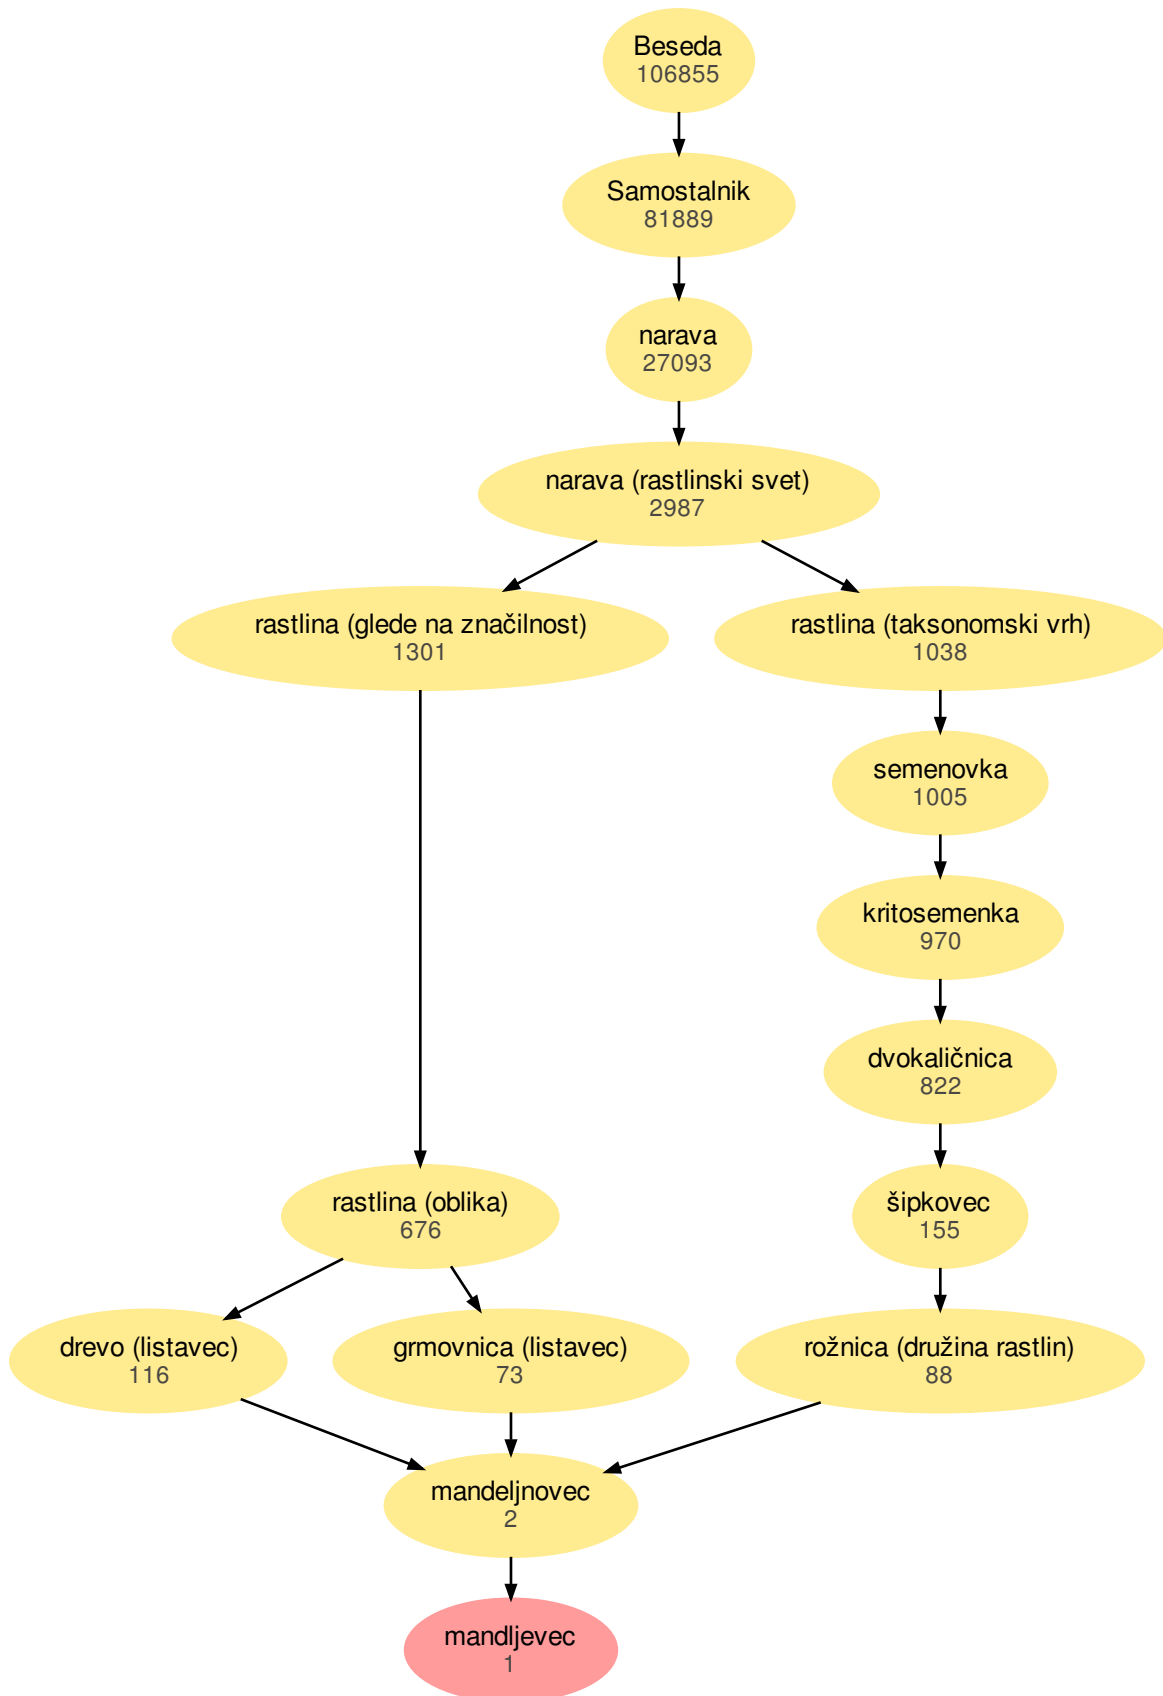 Beseda
106855
Samostalnik
81889
narava
27093
narava (rastlinski svet)
2987
rastlina (glede na značilnost)
1301
rastlina (taksonomski vrh)
1038
semenovka
1005
kritosemenka
970
dvokaličnica
822
rastlina (oblika)
676
šipkovec
155
drevo (listavec)
116
grmovnica (listavec)
73
rožnica (družina rastlin)
88
mandeljnovec
2
mandljevec
1